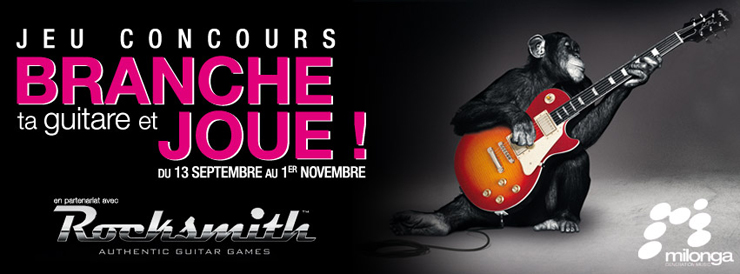 JEU CONCOURS
BRANCHE
ta guitare et
JOUE !
DU 13 SEPTEMBRE AU 1ER NOVEMBRE
en partenariat avec
Rocksmith™
AUTHENTIC GUITAR GAMES
milonga